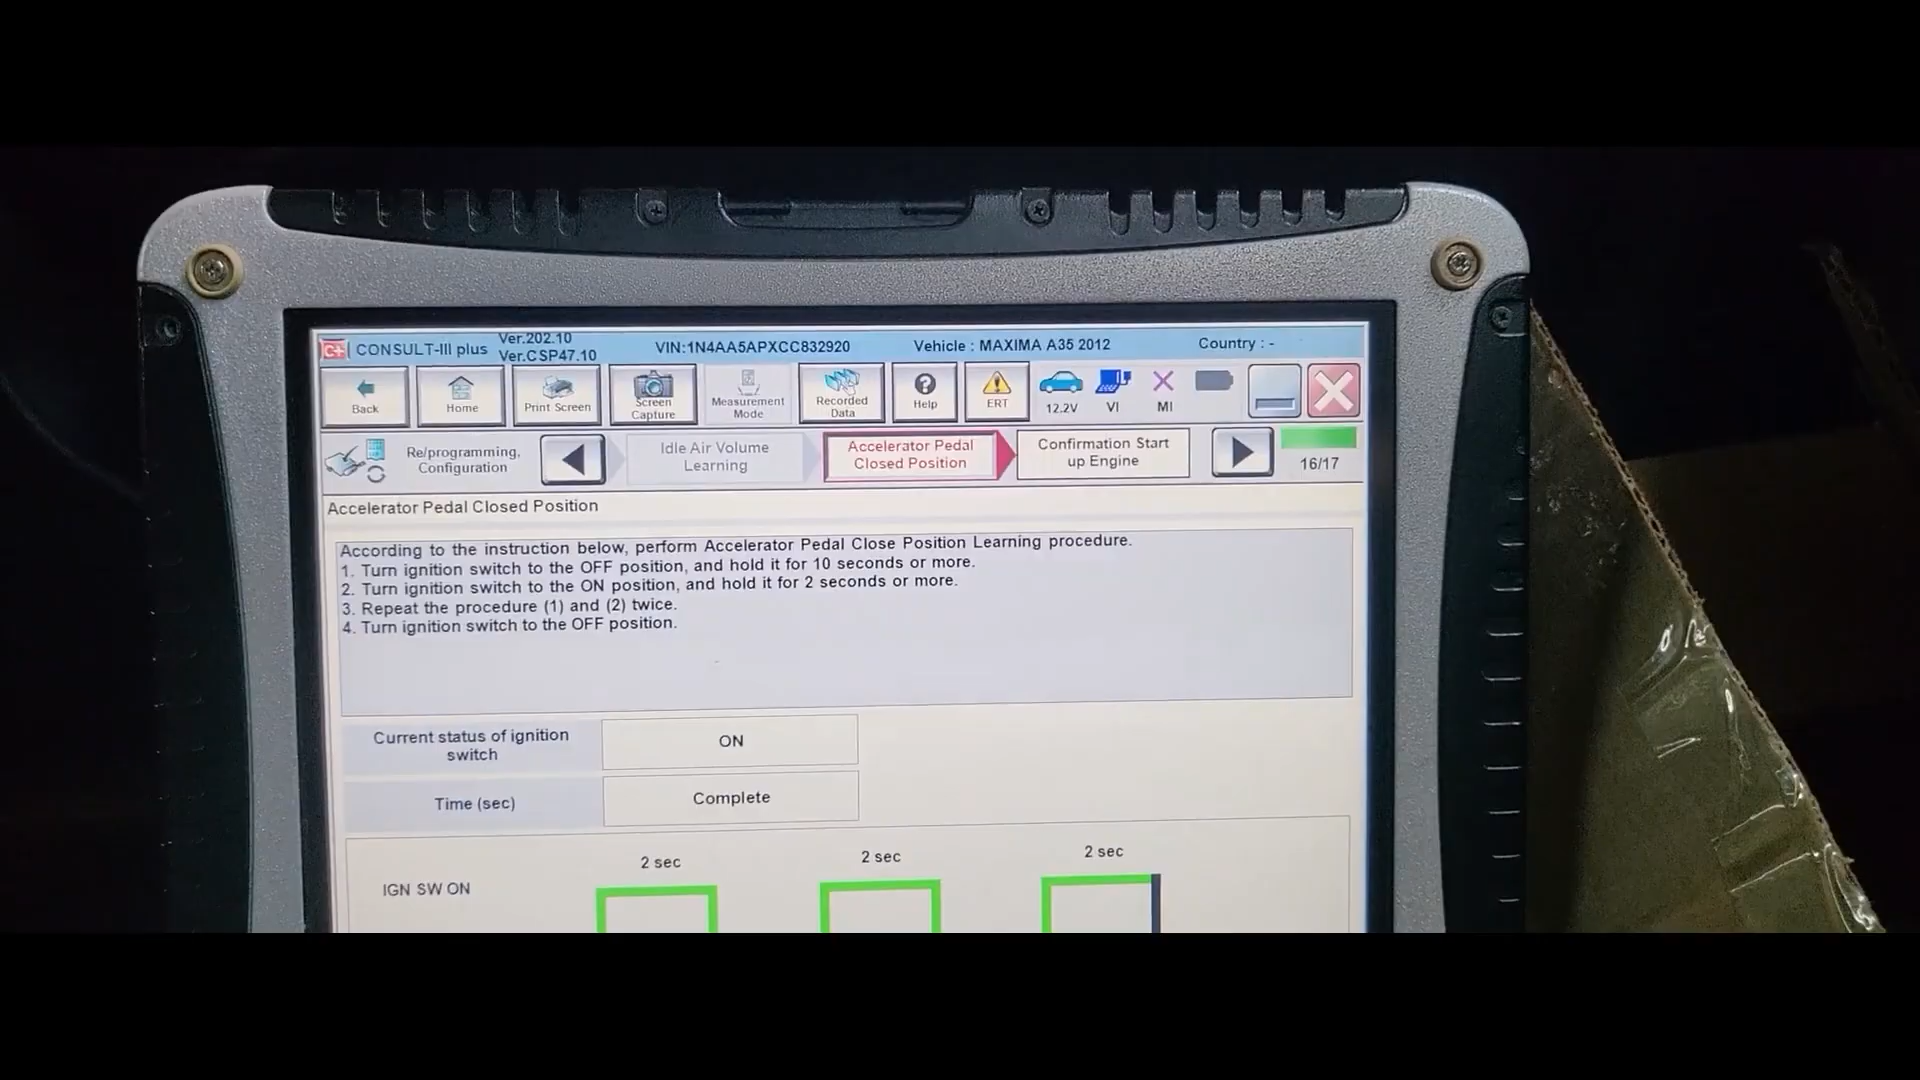 C+ CONSULT-III plus
Ver.202.10
Ver.CSP47.10
VIN:1N4AA5APXCC832920
Vehicle : MAXIMA A35 2012
Country : -
Back
Home
Print Screen
Screen
Capture
Measurement
Mode
Recorded
Data
Help
ERT
12.2V
VI
MI
Re/programming,
Configuration
Idle Air Volume
Learning
Accelerator Pedal
Closed Position
Confirmation Start
up Engine
16/17
Accelerator Pedal Closed Position
According to the instruction below, perform Accelerator Pedal Close Position Learning procedure.
1. Turn ignition switch to the OFF position, and hold it for 10 seconds or more.
2. Turn ignition switch to the ON position, and hold it for 2 seconds or more.
3. Repeat the procedure (1) and (2) twice.
4. Turn ignition switch to the OFF position.
Current status of ignition
switch
ON
Time (sec)
Complete
2 sec
2 sec
2 sec
IGN SW ON